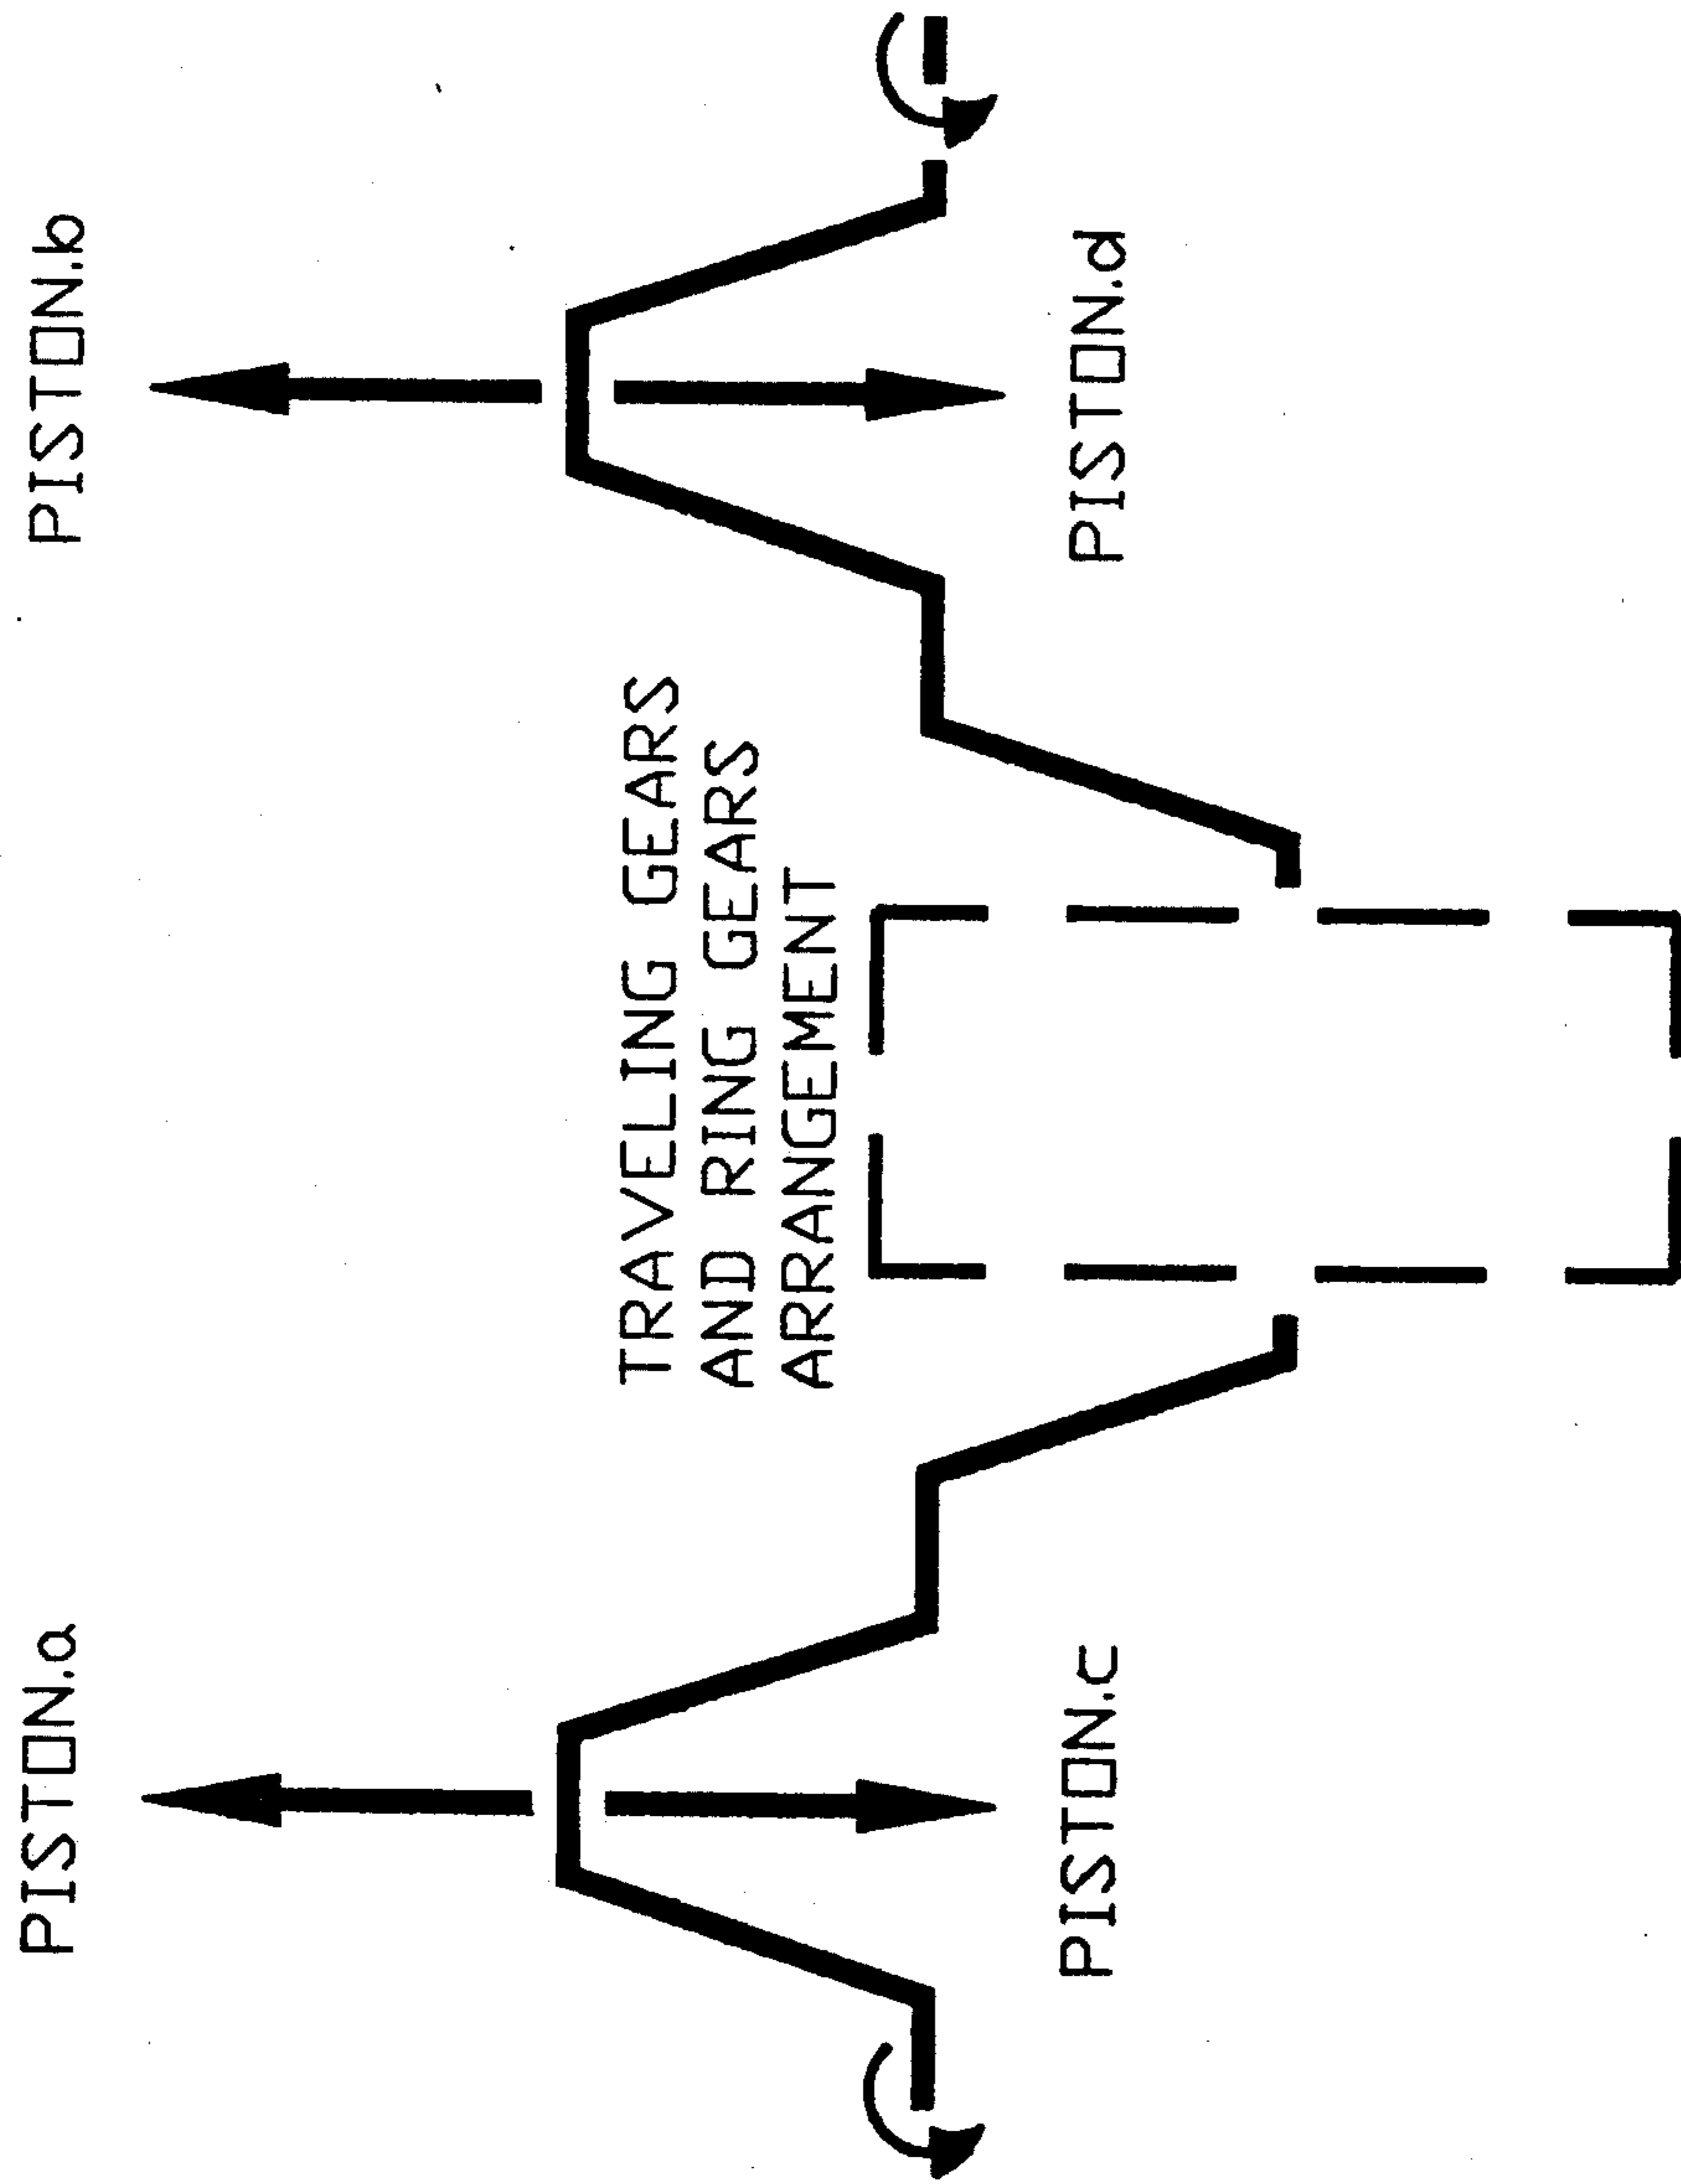 PISTON.a
PISTON.b
TRAVELING GEARS
AND RING GEARS
ARRANGEMENT
PISTON.c
PISTON.d